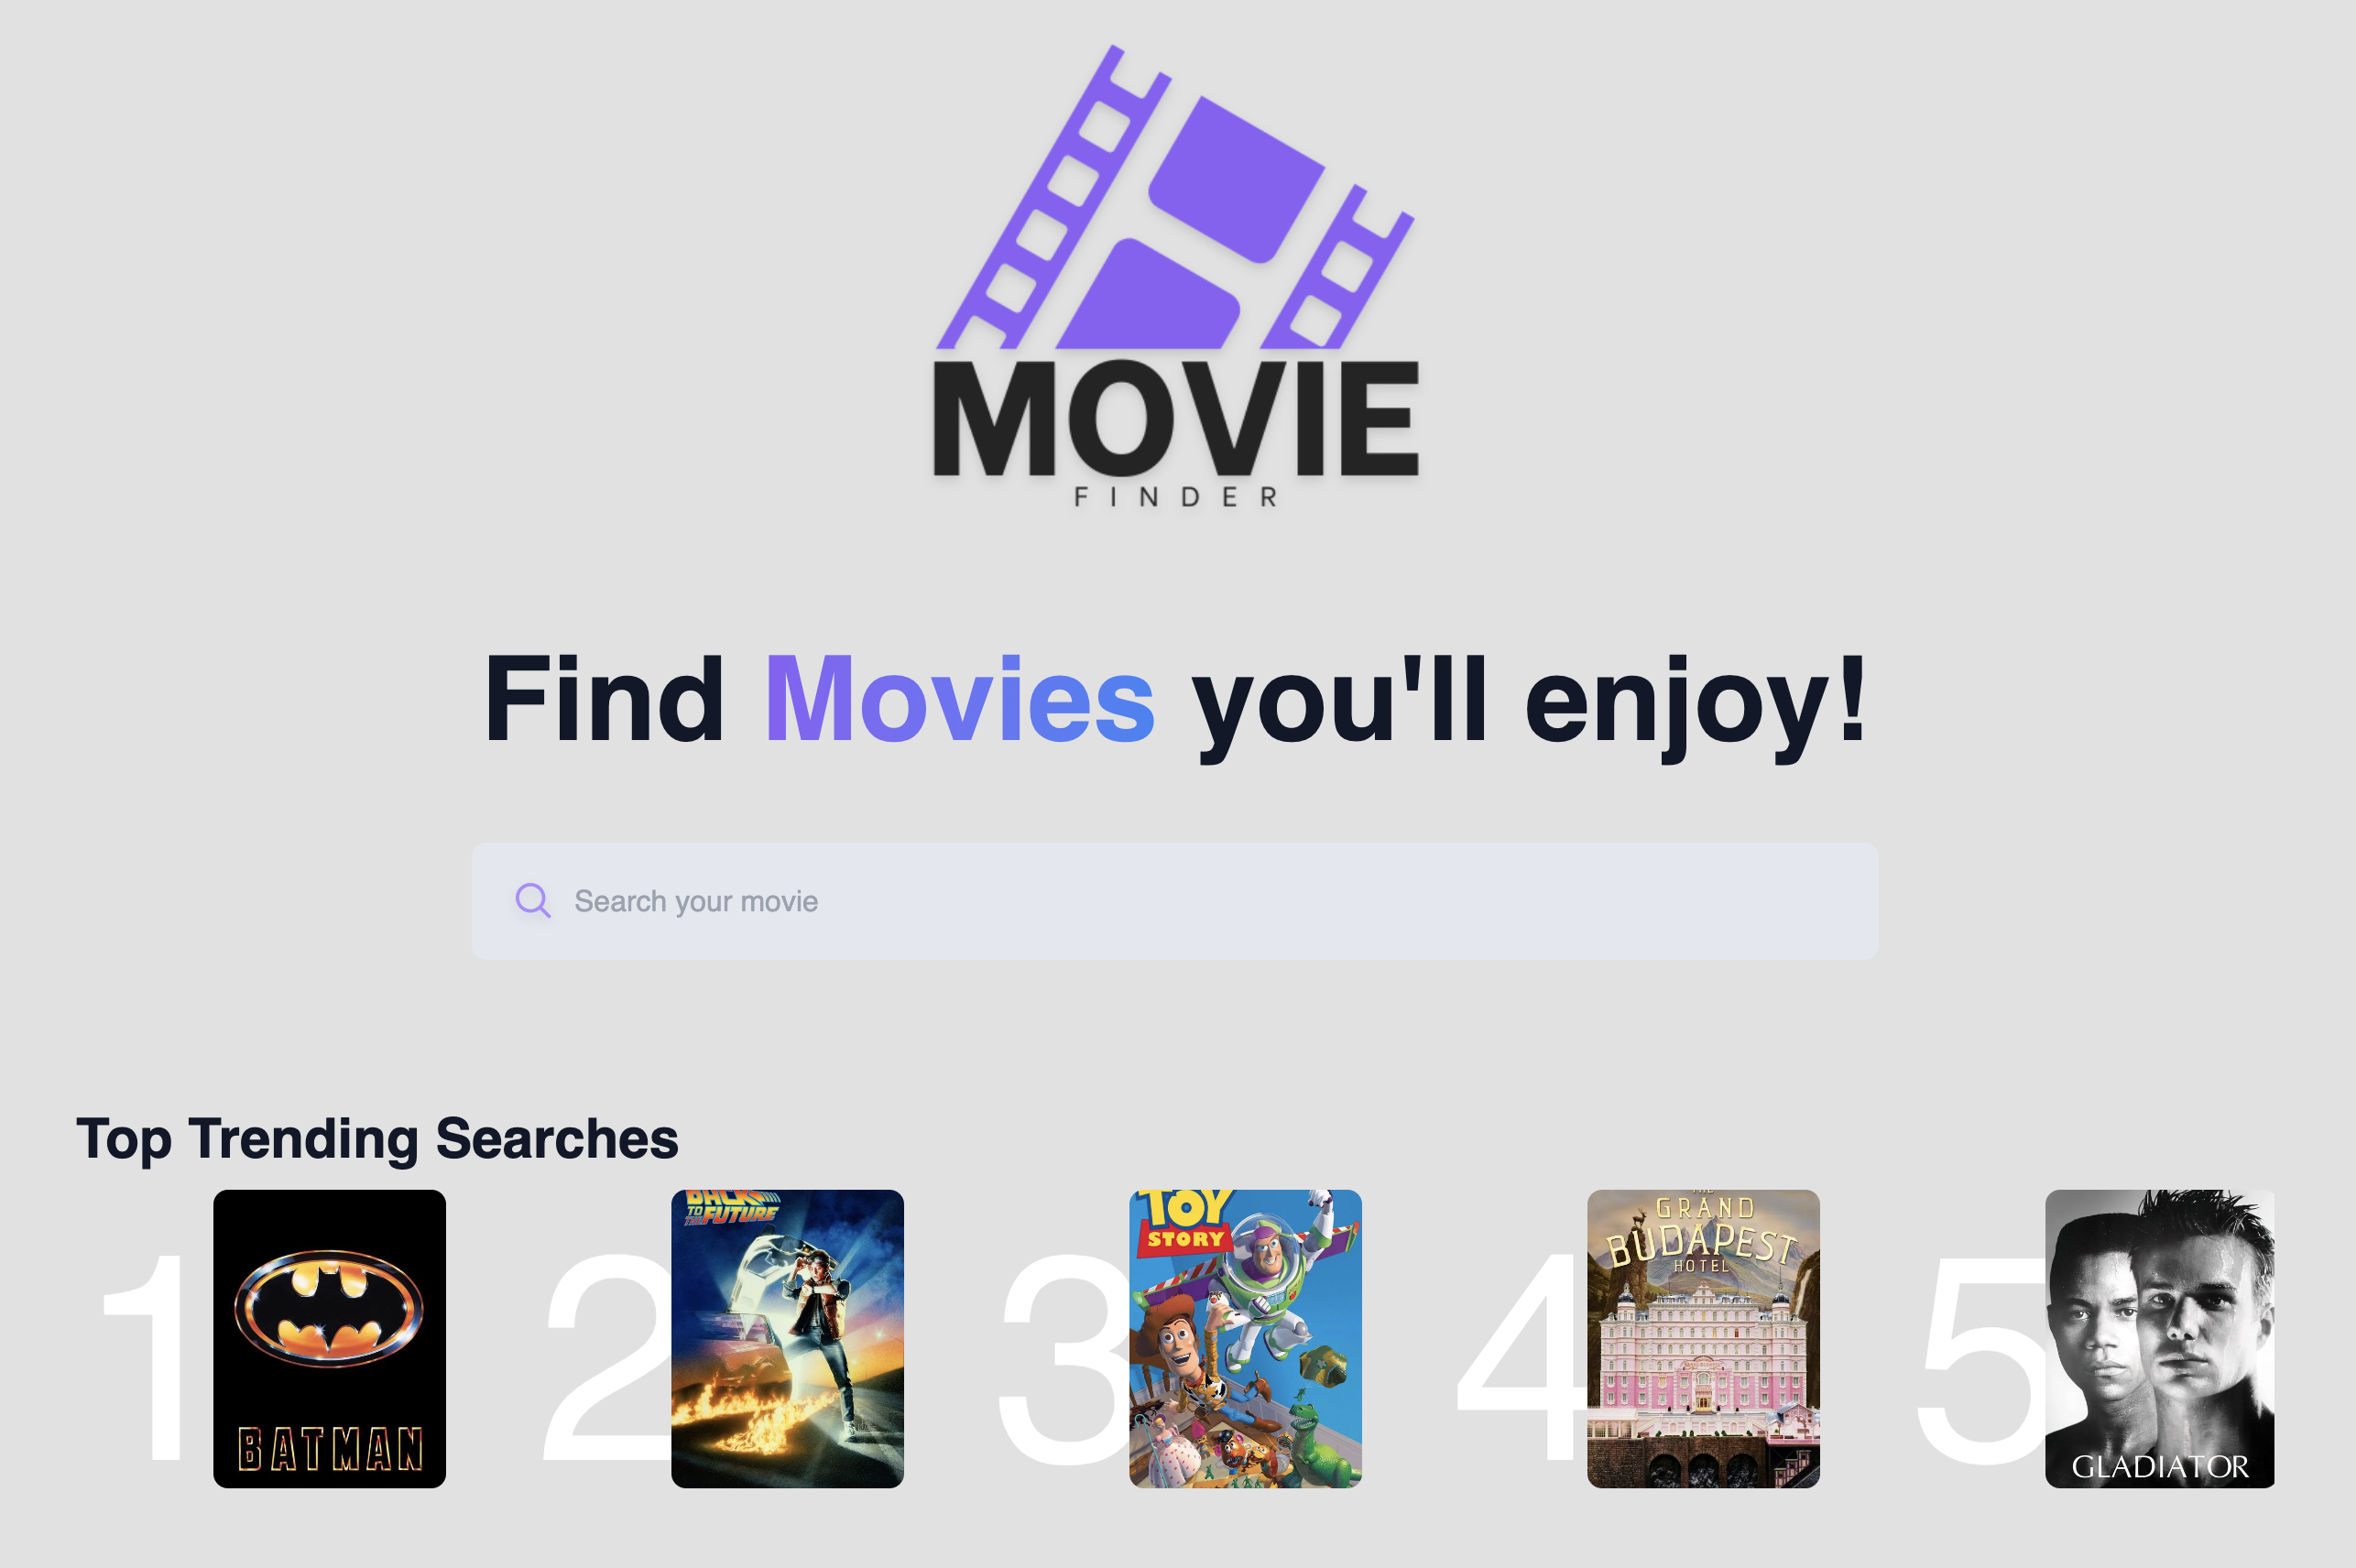 MOVIE
FINDER
Find Movies you'll enjoy!
Search your movie
Top Trending Searches
1
BATMAN
2
BACK
TO THE FUTURE
3
TOY
STORY
4
THE
GRAND
BUDAPEST
HOTEL
5
GLADIATOR